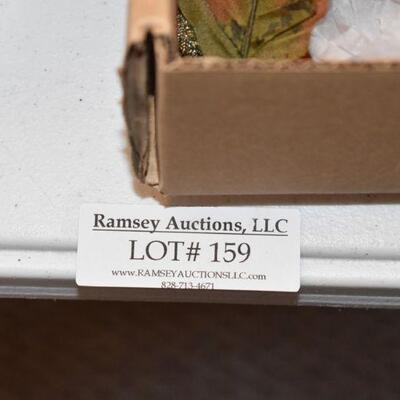 Ramsey Auctions, LLC
LOT# 159
www.RAMSEYAUCTIONSLLC.com
828-713-4671